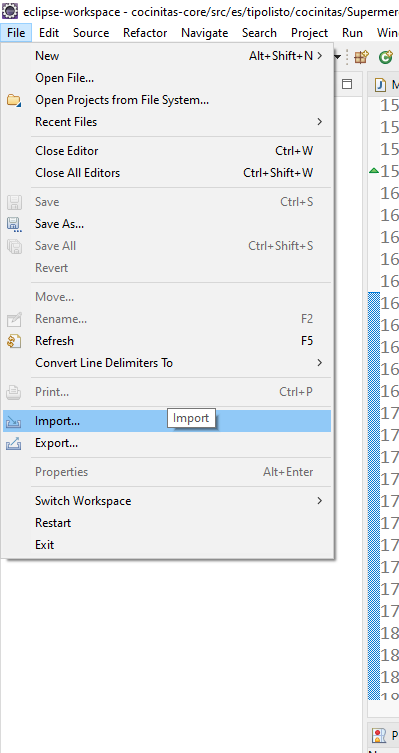 eclipse-workspace - cocinitas-core/src/es/tipolisto/cocinitas/Supermer
File Edit Source Refactor Navigate Search Project Run Win
New Alt+Shift+N >
Open File...
Open Projects from File System...
Recent Files >
Close Editor Ctrl+W
Close All Editors Ctrl+Shift+W
Save Ctrl+S
Save As...
Save All Ctrl+Shift+S
Revert
Move...
Rename... F2
Refresh F5
Convert Line Delimiters To >
Print... Ctrl+P
Import... Import
Export...
Properties Alt+Enter
Switch Workspace >
Restart
Exit
J M
15
15
15
15
16
16
16
16
16
16
16
16
16
16
17
17
17
17
17
17
17
17
17
17
18
18
18
18
P